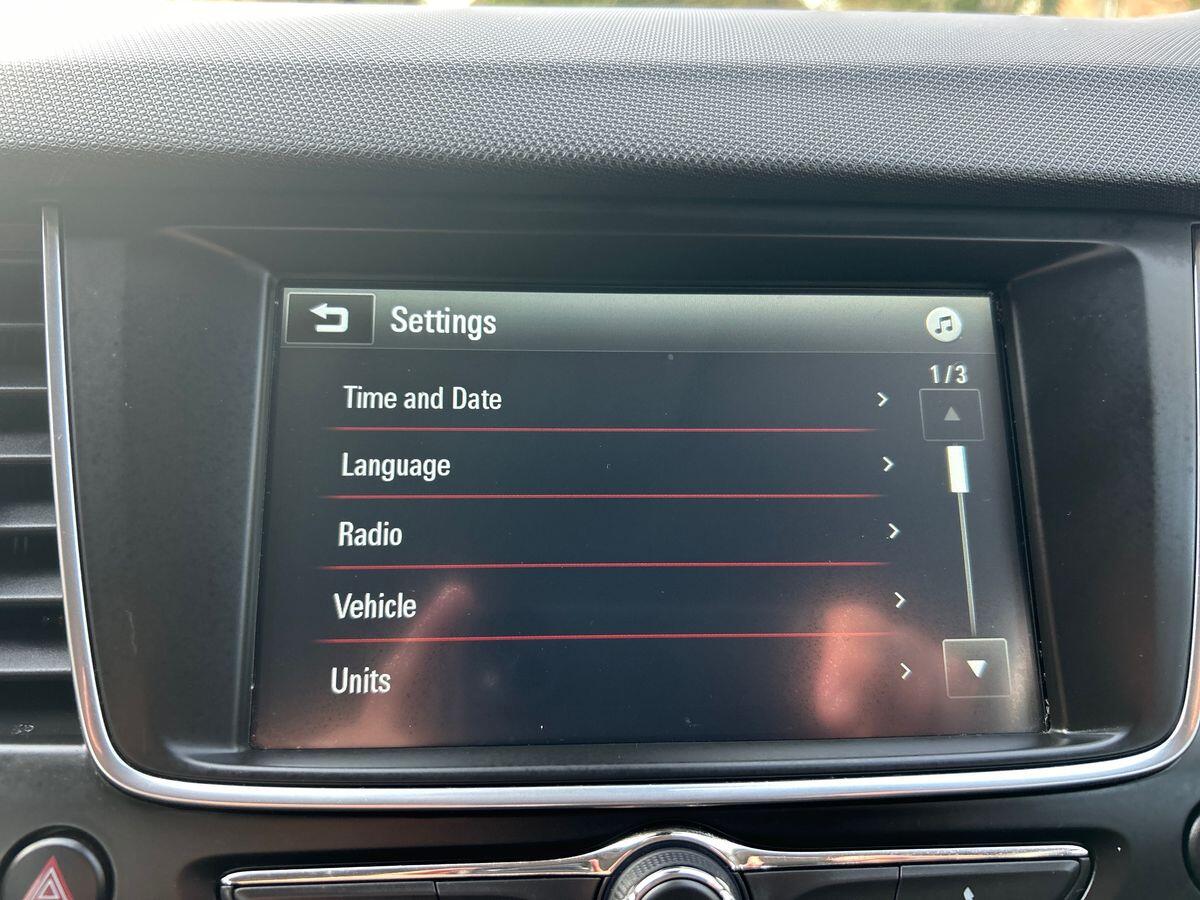 Settings
1/3
Time and Date
Language
Radio
Vehicle
Units